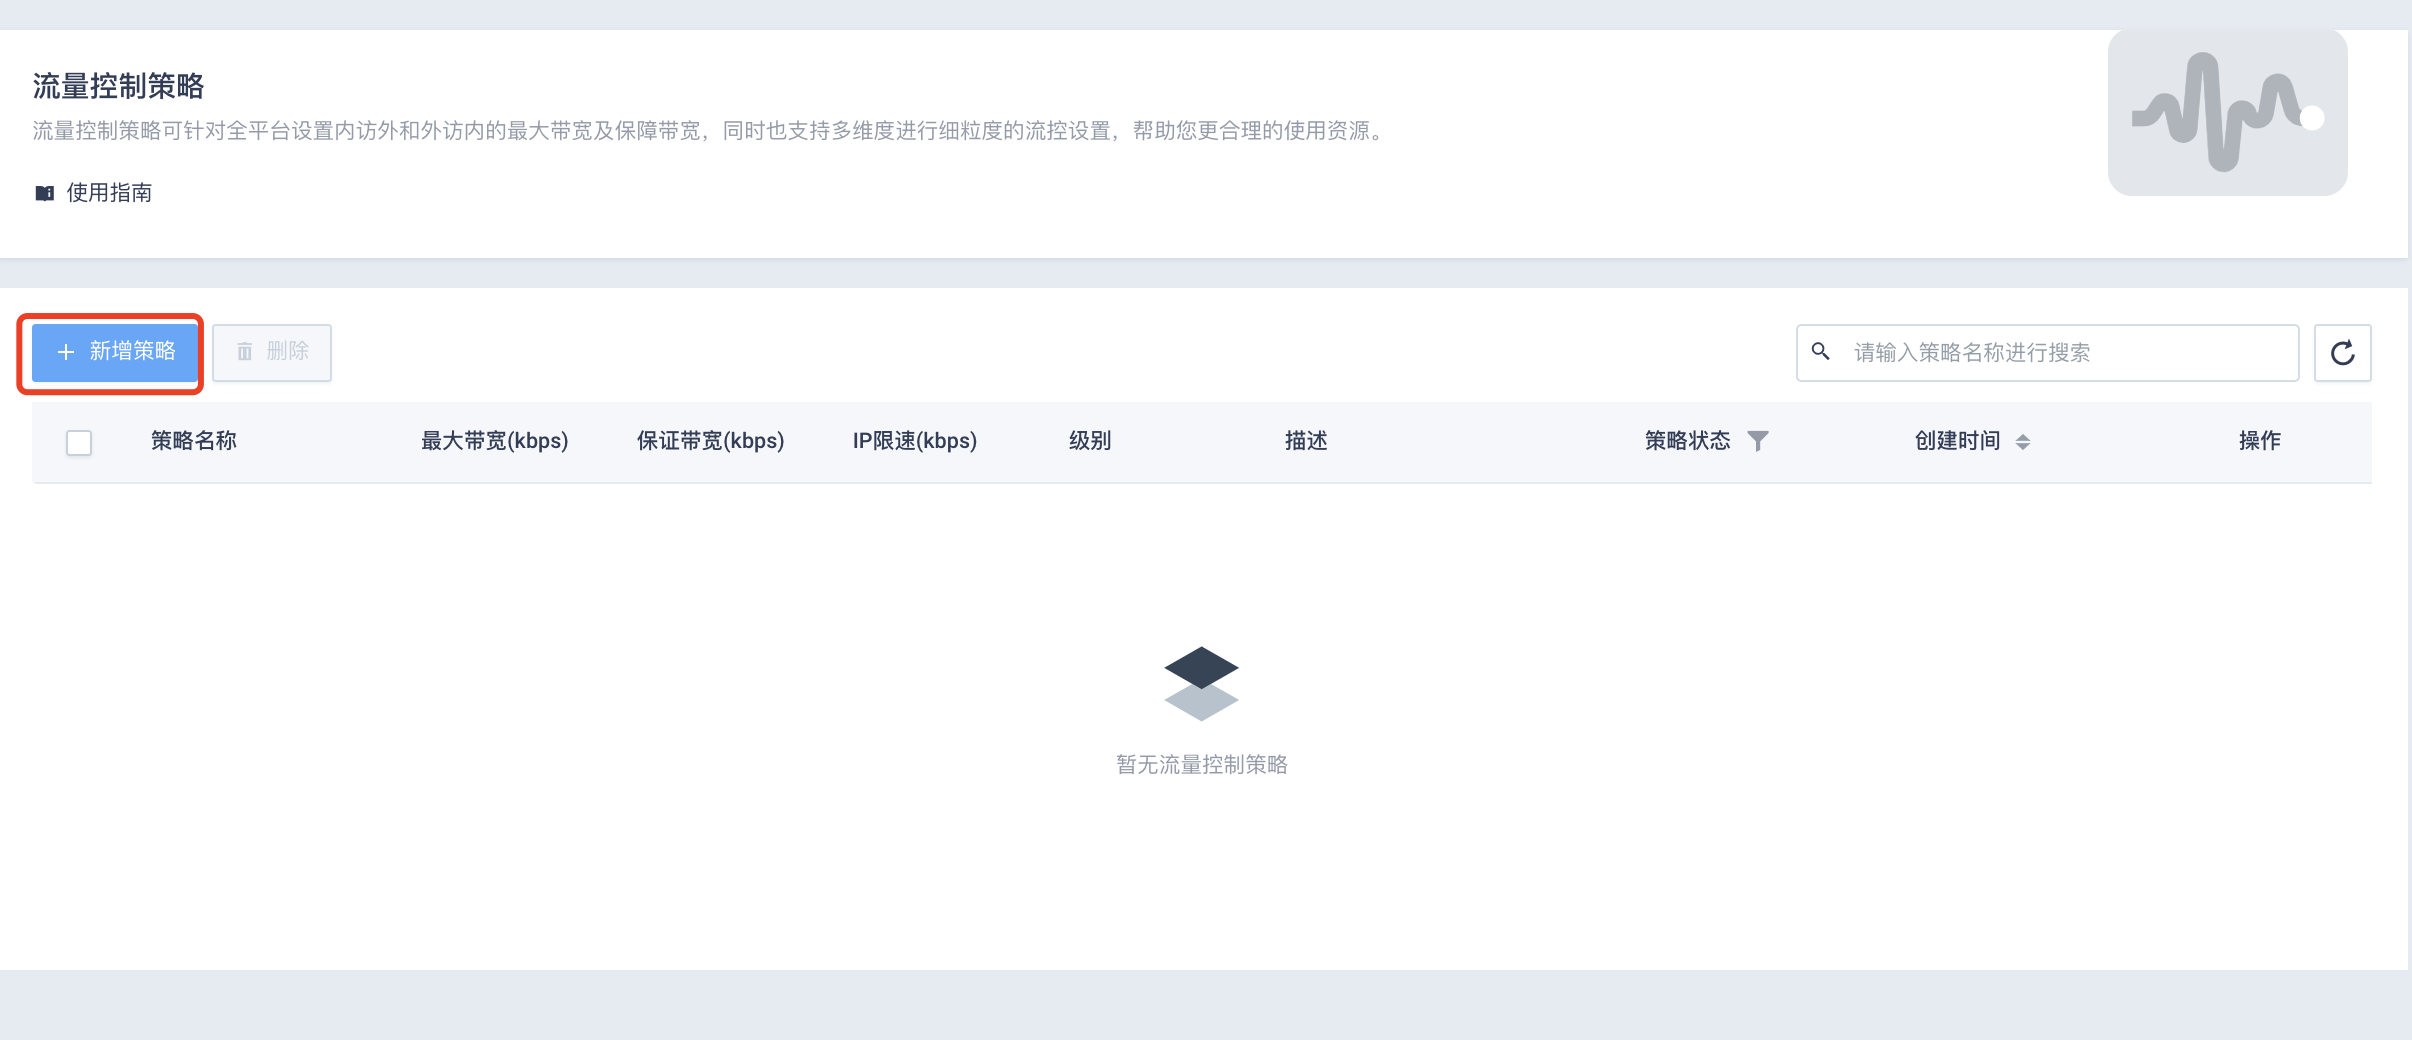 流量控制策略
流量控制策略可针对全平台设置内访外和外访内的最大带宽及保障带宽，同时也支持多维度进行细粒度的流控设置，帮助您更合理的使用资源。
使用指南
新增策略 删除 请输入策略名称进行搜索
策略名称 最大带宽(kbps) 保证带宽(kbps) IP限速(kbps) 级别 描述 策略状态 创建时间 操作
暂无流量控制策略